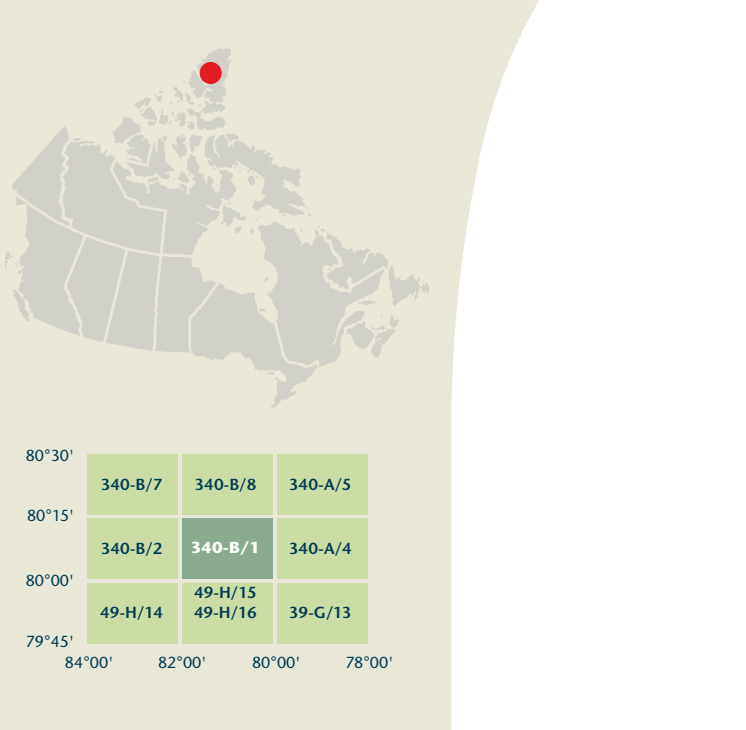 80°30'
340-B/7 340-B/8 340-A/5
80°15'
340-B/2 340-B/1 340-A/4
80°00'
49-H/15
49-H/14 49-H/16 39-G/13
79°45'
84°00' 82°00' 80°00' 78°00'